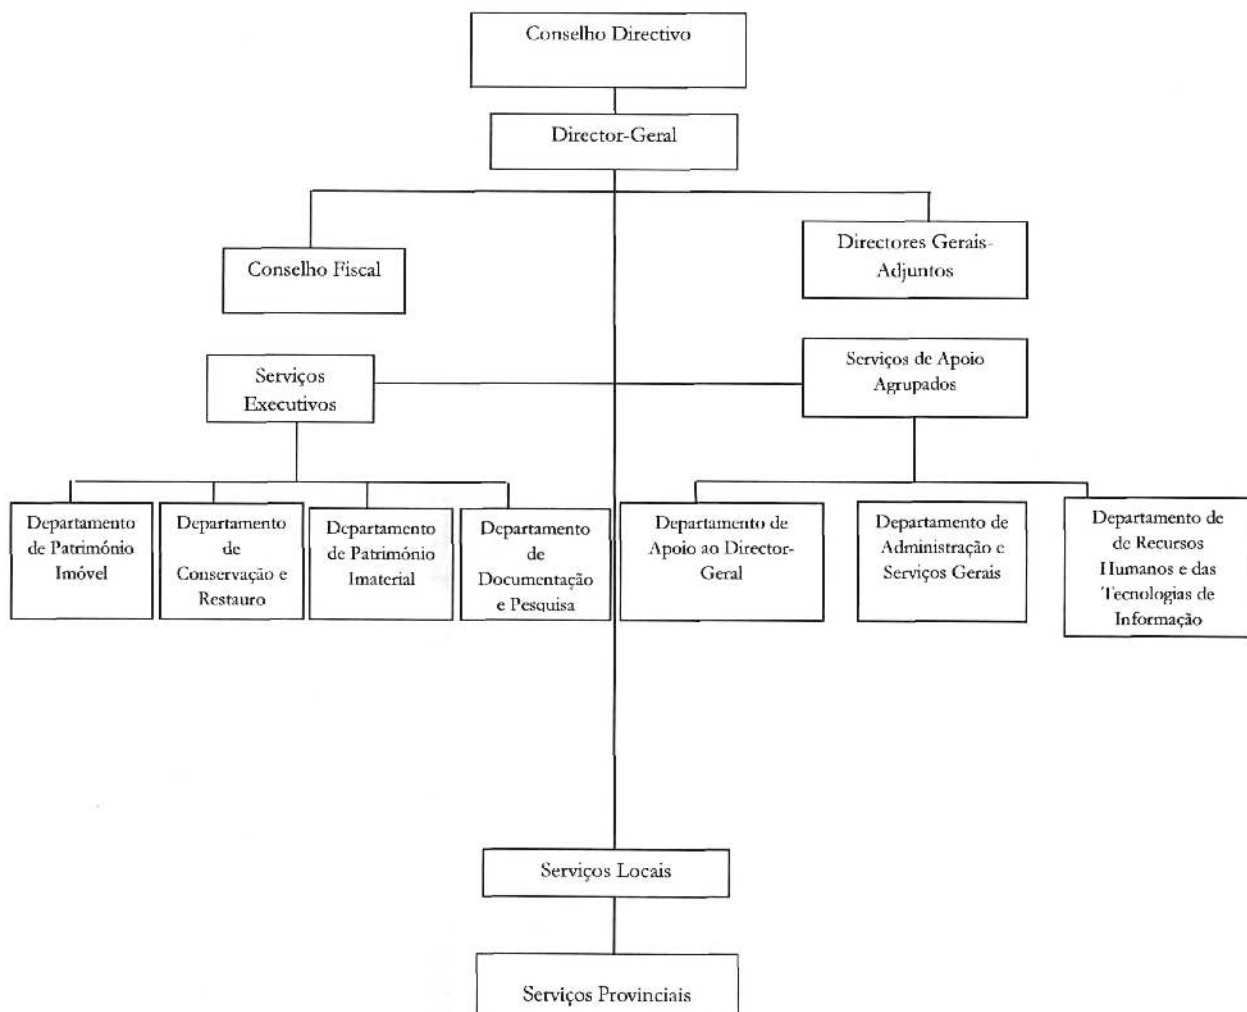 Conselho Directivo
Director-Geral
Conselho Fiscal
Directores Gerais-
Adjuntos
Serviços
Executivos
Serviços de Apoio
Agrupados
Departamento
de Património
Imóvel
Departamento
de
Conservação e
Restauro
Departamento
de Património
Imaterial
Departamento
de
Documentação
e Pesquisa
Departamento de
Apoio ao Director-
Geral
Departamento de
Administração e
Serviços Gerais
Departamento de
de Recursos
Humanos e das
Tecnologias de
Informação
Serviços Locais
Serviços Provinciais